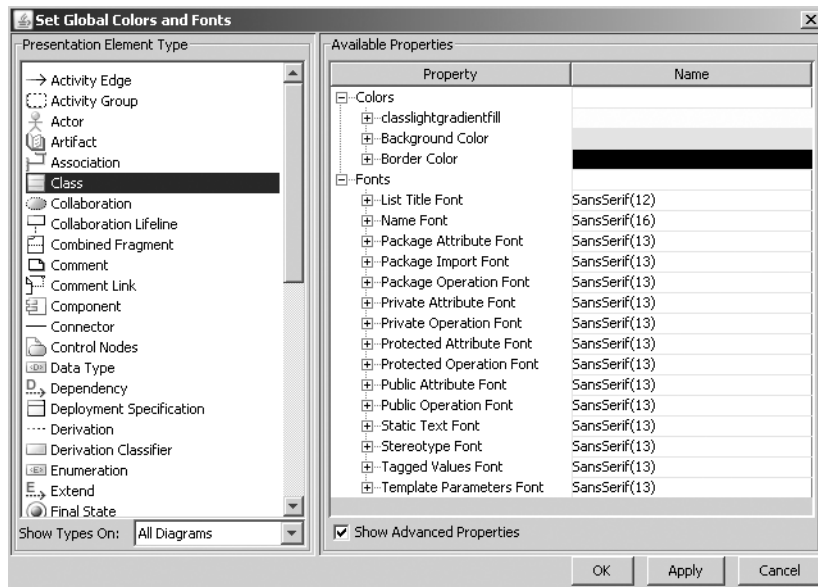 Set Global Colors and Fonts
Presentation Element Type
Activity Edge
Activity Group
Actor
Artifact
Association
Class
Collaboration
Collaboration Lifeline
Combined Fragment
Comment
Comment Link
Component
Connector
Control Nodes
Data Type
Dependency
Deployment Specification
Derivation
Derivation Classifier
Enumeration
Extend
Final State
Show Types On: All Diagrams
Available Properties
Property Name
Colors
classlightgradientfill
Background Color
Border Color
Fonts
List Title Font SansSerif(12)
Name Font SansSerif(16)
Package Attribute Font SansSerif(13)
Package Import Font SansSerif(13)
Package Operation Font SansSerif(13)
Private Attribute Font SansSerif(13)
Private Operation Font SansSerif(13)
Protected Attribute Font SansSerif(13)
Protected Operation Font SansSerif(13)
Public Attribute Font SansSerif(13)
Public Operation Font SansSerif(13)
Static Text Font SansSerif(13)
Stereotype Font SansSerif(13)
Tagged Values Font SansSerif(13)
Template Parameters Font SansSerif(13)
Show Advanced Properties
OK Apply Cancel